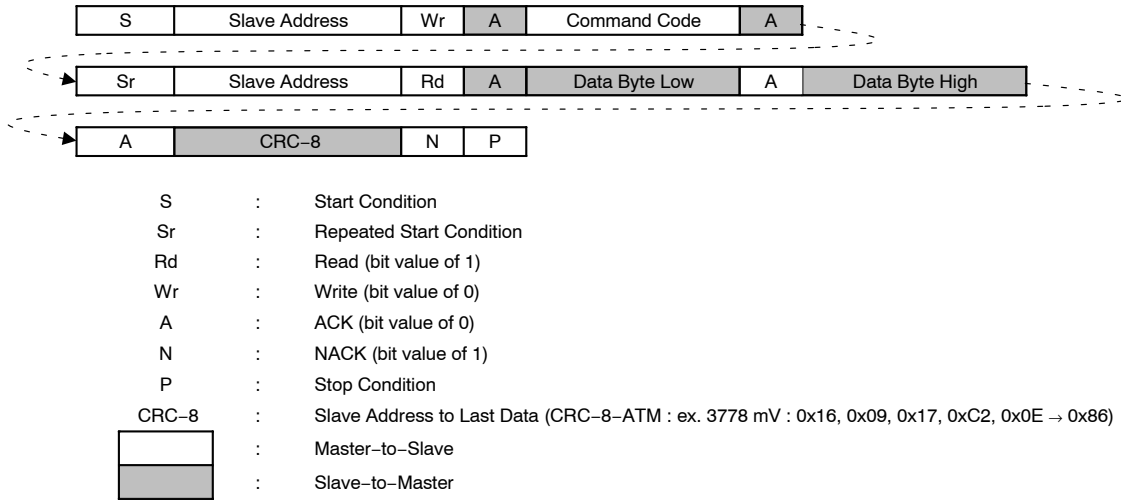 S Slave Address Wr A Command Code A
Sr Slave Address Rd A Data Byte Low A Data Byte High
A CRC−8 N P
S : Start Condition
Sr : Repeated Start Condition
Rd : Read (bit value of 1)
Wr : Write (bit value of 0)
A : ACK (bit value of 0)
N : NACK (bit value of 1)
P : Stop Condition
CRC−8 : Slave Address to Last Data (CRC−8−ATM : ex. 3778 mV : 0x16, 0x09, 0x17, 0xC2, 0x0E → 0x86)
: Master−to−Slave
: Slave−to−Master